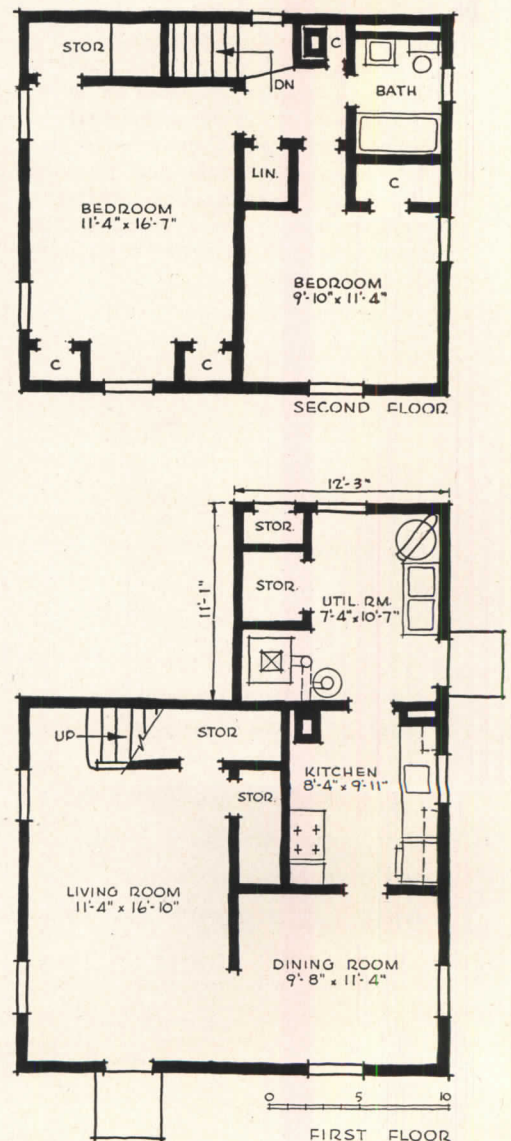 STOR
C
DN
BATH
LIN.
C
BEDROOM
11'-4" x 16'-7"
BEDROOM
9'-10" x 11'-4"
C
C
SECOND FLOOR
12'-3"
STOR.
11'-1"
STOR.
UTIL. RM.
7'-4" x 10'-7"
UP
STOR
KITCHEN
8'-4" x 9'-11"
STOR.
LIVING ROOM
11'-4" x 16'-10"
DINING ROOM
9'-8" x 11'-4"
0 5 10
FIRST FLOOR